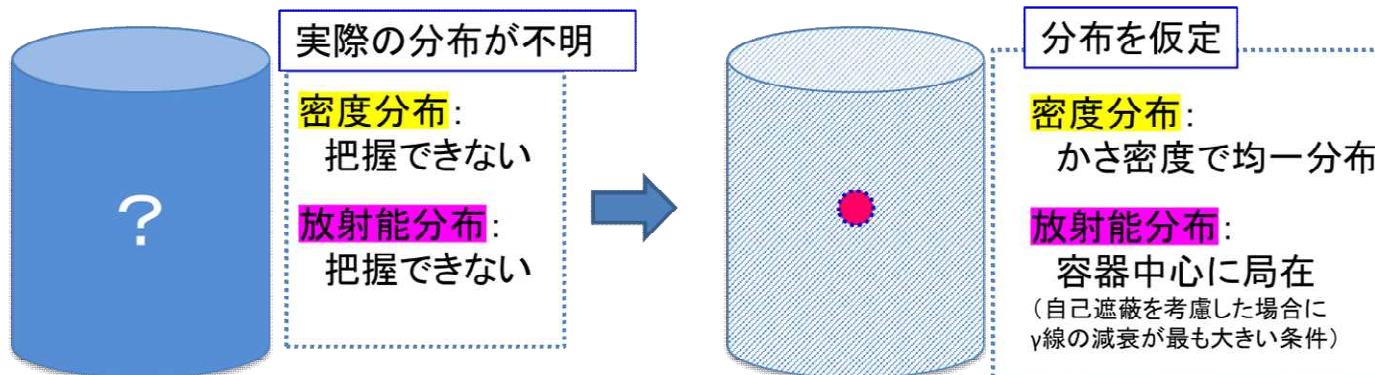 実際の分布が不明
密度分布:
把握できない
放射能分布:
把握できない
?
分布を仮定
密度分布:
かさ密度で均一分布
放射能分布:
容器中心に局在
(自己遮蔽を考慮した場合に
γ線の減衰が最も大きい条件)